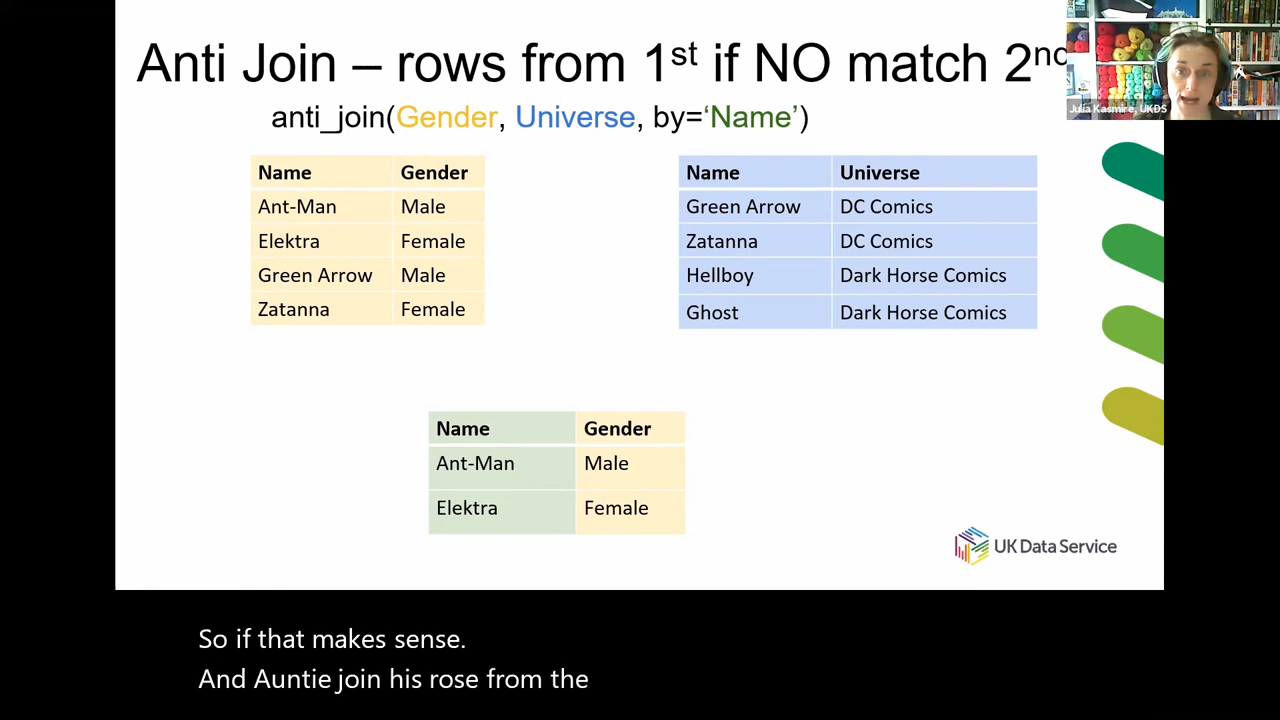 Anti Join – rows from 1st if NO match 2nd
anti_join(Gender, Universe, by=‘Name’)
Julia Kasmire, UKDS
Name Gender
Ant-Man Male
Elektra Female
Green Arrow Male
Zatanna Female
Name Universe
Green Arrow DC Comics
Zatanna DC Comics
Hellboy Dark Horse Comics
Ghost Dark Horse Comics
Name Gender
Ant-Man Male
Elektra Female
UK Data Service
So if that makes sense.
And Auntie join his rose from the